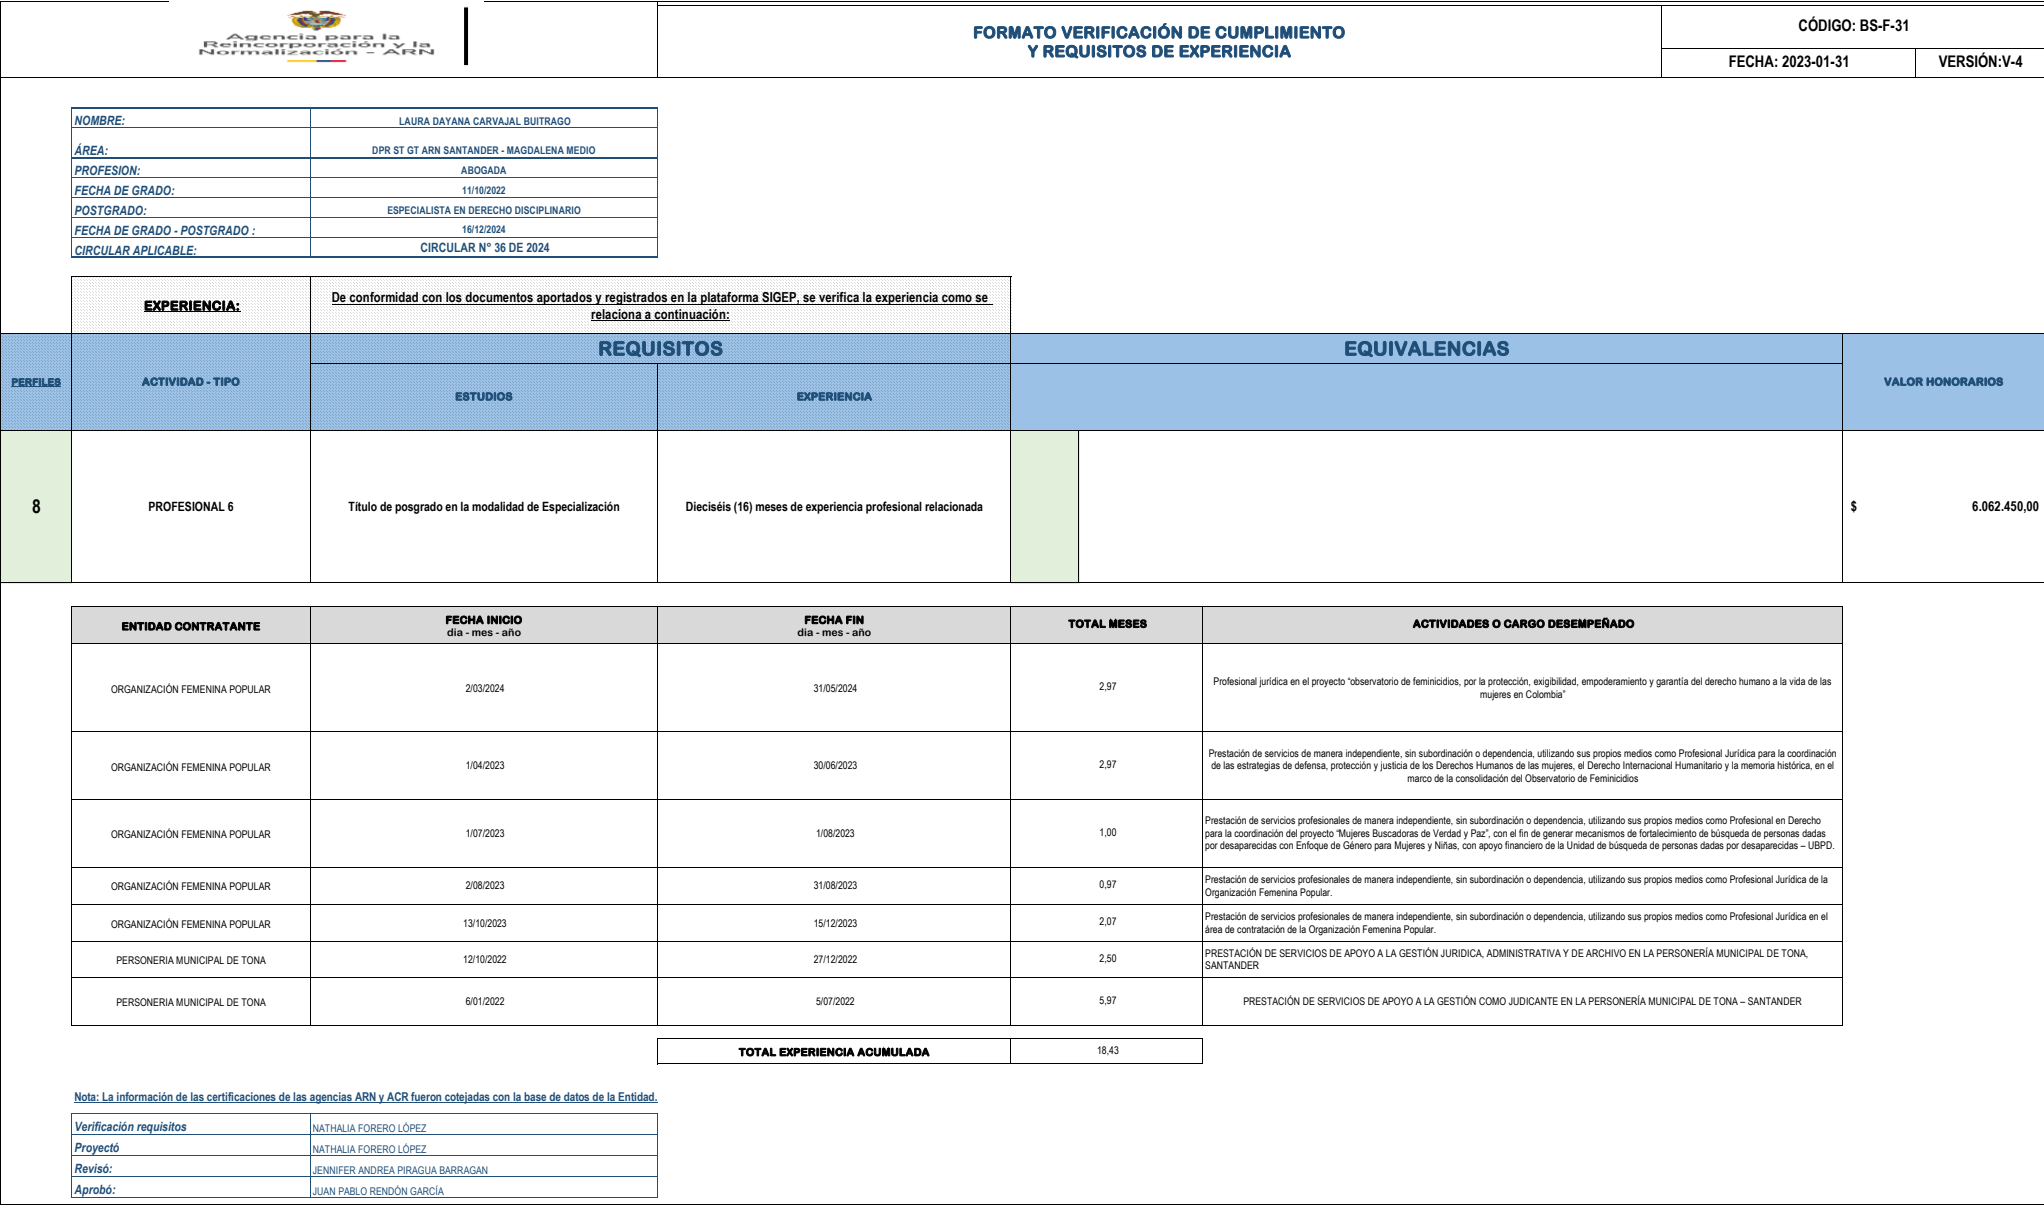 Agencia para la
Reincorporación y la
Normalización - ARN
FORMATO VERIFICACIÓN DE CUMPLIMIENTO
Y REQUISITOS DE EXPERIENCIA
CÓDIGO: BS-F-31
FECHA: 2023-01-31
VERSIÓN:V-4
NOMBRE:
LAURA DAYANA CARVAJAL BUITRAGO
ÁREA:
DPR ST GT ARN SANTANDER - MAGDALENA MEDIO
PROFESION:
ABOGADA
FECHA DE GRADO:
11/10/2022
POSTGRADO:
ESPECIALISTA EN DERECHO DISCIPLINARIO
FECHA DE GRADO - POSTGRADO :
16/12/2024
CIRCULAR APLICABLE:
CIRCULAR N° 36 DE 2024
EXPERIENCIA:
De conformidad con los documentos aportados y registrados en la plataforma SIGEP, se verifica la experiencia como se
relaciona a continuación:
PERFILES
ACTIVIDAD - TIPO
REQUISITOS
ESTUDIOS
EXPERIENCIA
EQUIVALENCIAS
VALOR HONORARIOS
8
PROFESIONAL 6
Título de posgrado en la modalidad de Especialización
Dieciséis (16) meses de experiencia profesional relacionada
$ 6.062.450,00
ENTIDAD CONTRATANTE
FECHA INICIO
dia - mes - año
FECHA FIN
dia - mes - año
TOTAL MESES
ACTIVIDADES O CARGO DESEMPEÑADO
ORGANIZACIÓN FEMENINA POPULAR
2/03/2024
31/05/2024
2,97
Profesional jurídica en el proyecto “observatorio de feminicidios, por la protección, exigibilidad, empoderamiento y garantía del derecho humano a la vida de las
mujeres en Colombia”
ORGANIZACIÓN FEMENINA POPULAR
1/04/2023
30/06/2023
2,97
Prestación de servicios de manera independiente, sin subordinación o dependencia, utilizando sus propios medios como Profesional Jurídica para la coordinación
de las estrategias de defensa, protección y justicia de los Derechos Humanos de las mujeres, el Derecho Internacional Humanitario y la memoria histórica, en el
marco de la consolidación del Observatorio de Feminicidios
ORGANIZACIÓN FEMENINA POPULAR
1/07/2023
1/08/2023
1,00
Prestación de servicios profesionales de manera independiente, sin subordinación o dependencia, utilizando sus propios medios como Profesional en Derecho
para la coordinación del proyecto “Mujeres Buscadoras de Verdad y Paz”, con el fin de generar mecanismos de fortalecimiento de búsqueda de personas dadas
por desaparecidas con Enfoque de Género para Mujeres y Niñas, con apoyo financiero de la Unidad de búsqueda de personas dadas por desaparecidas – UBPD.
ORGANIZACIÓN FEMENINA POPULAR
2/08/2023
31/08/2023
0,97
Prestación de servicios profesionales de manera independiente, sin subordinación o dependencia, utilizando sus propios medios como Profesional Jurídica de la
Organización Femenina Popular.
ORGANIZACIÓN FEMENINA POPULAR
13/10/2023
15/12/2023
2,07
Prestación de servicios profesionales de manera independiente, sin subordinación o dependencia, utilizando sus propios medios como Profesional Jurídica en el
área de contratación de la Organización Femenina Popular.
PERSONERIA MUNICIPAL DE TONA
12/10/2022
27/12/2022
2,50
PRESTACIÓN DE SERVICIOS DE APOYO A LA GESTIÓN JURIDICA, ADMINISTRATIVA Y DE ARCHIVO EN LA PERSONERÍA MUNICIPAL DE TONA,
SANTANDER
PERSONERIA MUNICIPAL DE TONA
6/01/2022
5/07/2022
5,97
PRESTACIÓN DE SERVICIOS DE APOYO A LA GESTIÓN COMO JUDICANTE EN LA PERSONERÍA MUNICIPAL DE TONA – SANTANDER
TOTAL EXPERIENCIA ACUMULADA
18,43
Nota: La información de las certificaciones de las agencias ARN y ACR fueron cotejadas con la base de datos de la Entidad.
Verificación requisitos
NATHALIA FORERO LÓPEZ
Proyectó
NATHALIA FORERO LÓPEZ
Revisó:
JENNIFER ANDREA PIRAGUA BARRAGAN
Aprobó:
JUAN PABLO RENDÓN GARCÍA